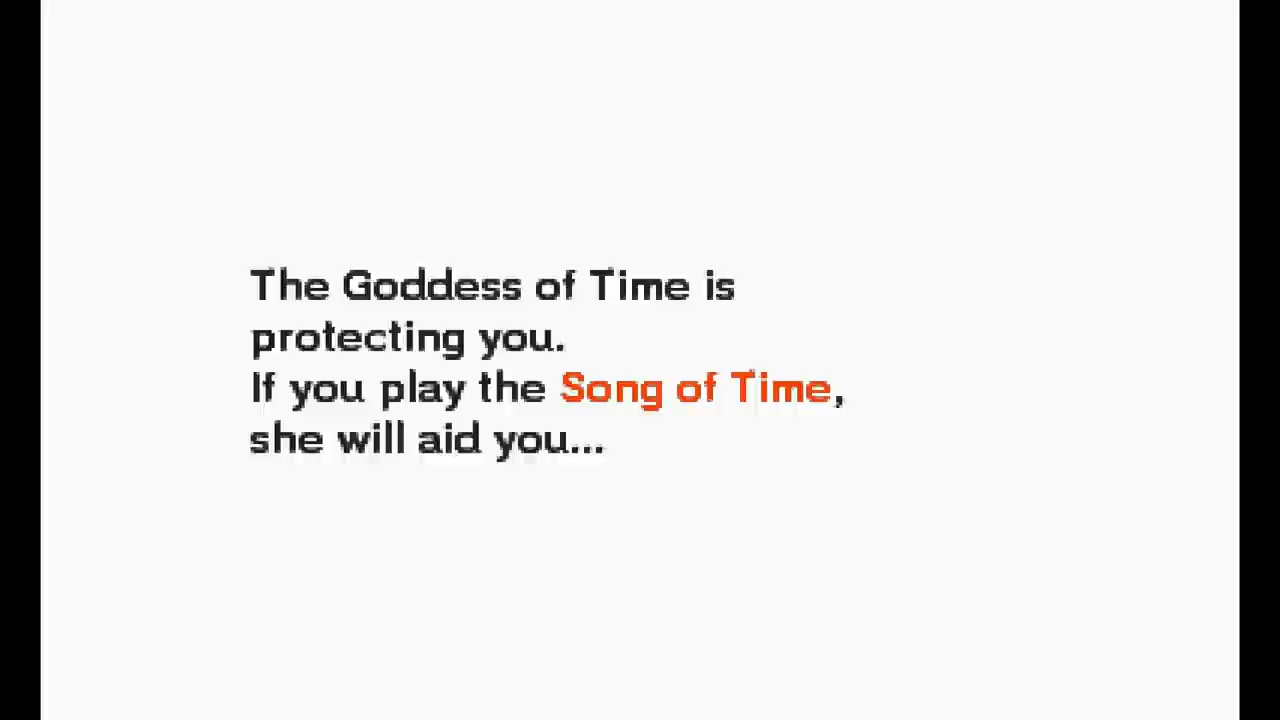 The Goddess of Time is
protecting you.
If you play the Song of Time,
she will aid you...